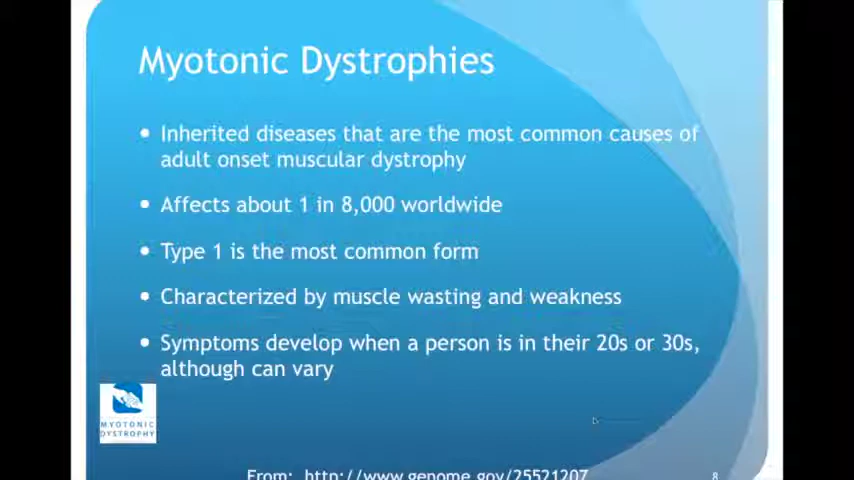 Myotonic Dystrophies
• Inherited diseases that are the most common causes of
adult onset muscular dystrophy
• Affects about 1 in 8,000 worldwide
• Type 1 is the most common form
• Characterized by muscle wasting and weakness
• Symptoms develop when a person is in their 20s or 30s,
although can vary
MYOTONIC
DYSTROPHY
From: http://www.genome.gov/25521207
8